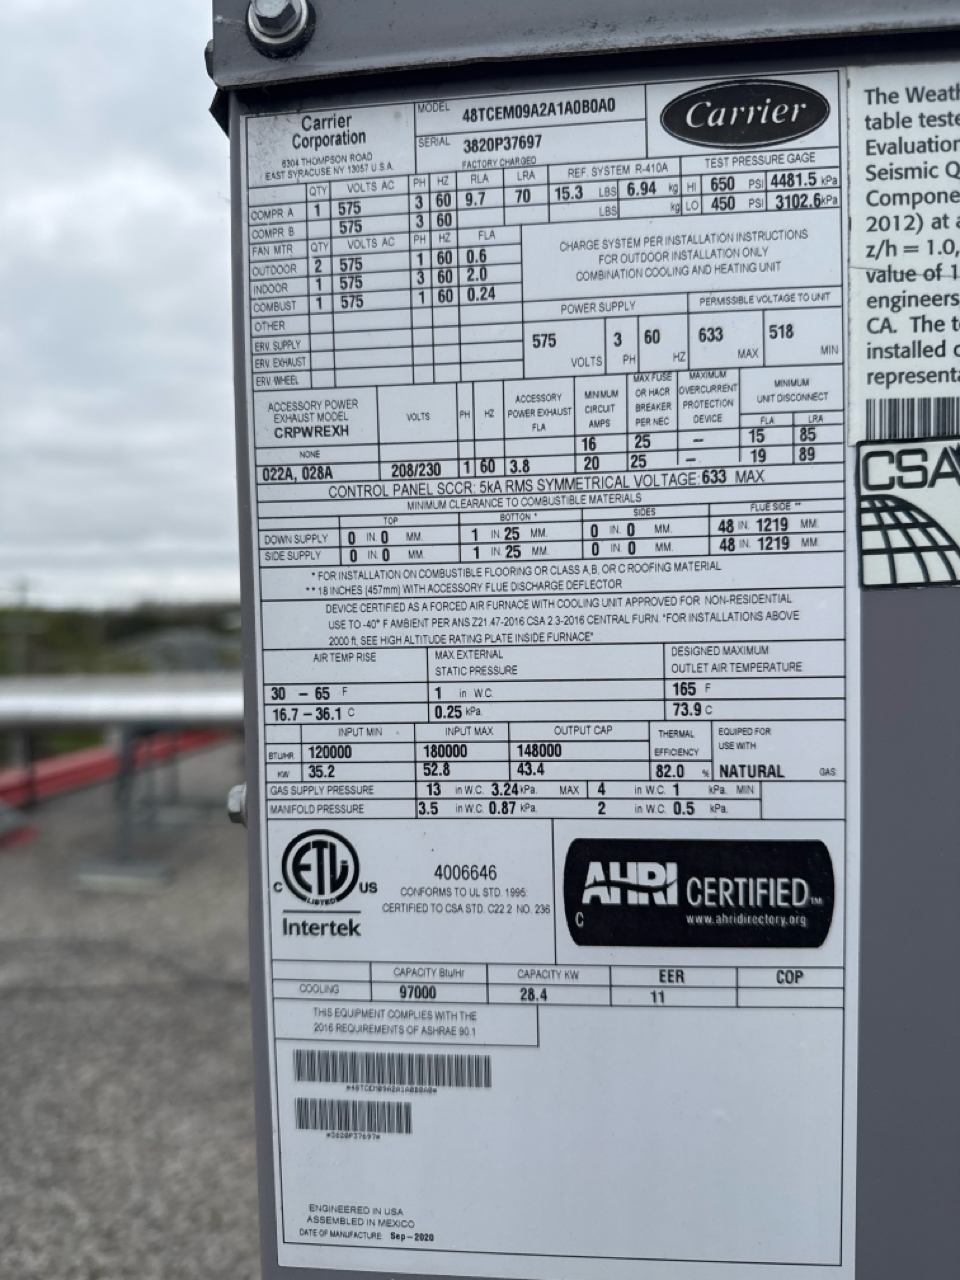 Carrier
Corporation
6304 THOMPSON ROAD
EAST SYRACUSE NY 13057 U.S.A.
MODEL 48TCEM09A2A1A0B0A0
SERIAL 3820P37697
Carrier
FACTORY CHARGED
QTY VOLTS AC PH HZ RLA LRA REF. SYSTEM R-410A TEST PRESSURE GAGE
COMPR A 1 575 3 60 9.7 70 15.3 LBS 6.94 kg HI 650 PSI 4481.5 kPa
COMPR B 575 3 60 LBS kg LO 450 PSI 3102.6 kPa
FAN MTR QTY VOLTS AC PH HZ FLA
OUTDOOR 2 575 1 60 0.6
INDOOR 1 575 3 60 2.0
COMBUST 1 575 1 60 0.24
OTHER
ERV SUPPLY
ERV EXHAUST
ERV WHEEL
CHARGE SYSTEM PER INSTALLATION INSTRUCTIONS
FOR OUTDOOR INSTALLATION ONLY
COMBINATION COOLING AND HEATING UNIT
POWER SUPPLY PERMISSIBLE VOLTAGE TO UNIT
575 VOLTS 3 PH 60 HZ 633 MAX 518 MIN
ACCESSORY POWER
EXHAUST MODEL
CRPWREXH
VOLTS PH HZ
ACCESSORY
POWER EXHAUST
FLA
MINIMUM
CIRCUIT
AMPS
MAX FUSE
OR HACR
BREAKER
PER NEC
MAXIMUM
OVERCURRENT
PROTECTION
DEVICE
MINIMUM
UNIT DISCONNECT
FLA LRA
NONE 16 25 – 15 85
022A, 028A 208/230 1 60 3.8 20 25 – 19 89
CONTROL PANEL SCCR: 5kA RMS SYMMETRICAL VOLTAGE: 633 MAX
MINIMUM CLEARANCE TO COMBUSTIBLE MATERIALS
TOP BOTTON * SIDES FLUE SIDE **
DOWN SUPPLY 0 IN. 0 MM. 1 IN. 25 MM. 0 IN. 0 MM. 48 IN. 1219 MM.
SIDE SUPPLY 0 IN. 0 MM. 1 IN. 25 MM. 0 IN. 0 MM. 48 IN. 1219 MM.
* FOR INSTALLATION ON COMBUSTIBLE FLOORING OR CLASS A,B, OR C ROOFING MATERIAL
** 18 INCHES (457mm) WITH ACCESSORY FLUE DISCHARGE DEFLECTOR
DEVICE CERTIFIED AS A FORCED AIR FURNACE WITH COOLING UNIT APPROVED FOR NON-RESIDENTIAL
USE TO -40° F AMBIENT PER ANS Z21.47-2016 CSA 2.3-2016 CENTRAL FURN. "FOR INSTALLATIONS ABOVE
2000 ft. SEE HIGH ALTITUDE RATING PLATE INSIDE FURNACE"
AIR TEMP RISE
MAX EXTERNAL
STATIC PRESSURE
DESIGNED MAXIMUM
OUTLET AIR TEMPERATURE
30 – 65 F 1 in W.C. 165 F
16.7 – 36.1 C 0.25 kPa. 73.9 C
INPUT MIN INPUT MAX OUTPUT CAP THERMAL EFFICIENCY EQUIPED FOR USE WITH
BTU/HR 120000 180000 148000
KW 35.2 52.8 43.4 82.0 % NATURAL GAS
GAS SUPPLY PRESSURE 13 in W.C. 3.24 kPa. MAX 4 in W.C. 1 kPa. MIN
MANIFOLD PRESSURE 3.5 in W.C. 0.87 kPa. 2 in W.C. 0.5 kPa.
C ETL US
LISTED
Intertek
4006646
CONFORMS TO UL STD. 1995:
CERTIFIED TO CSA STD. C22.2 NO. 236
AHRI CERTIFIED™
C www.ahridirectory.org
CAPACITY Btu/Hr CAPACITY KW EER COP
COOLING 97000 28.4 11
THIS EQUIPMENT COMPLIES WITH THE
2016 REQUIREMENTS OF ASHRAE 90.1
*48TCEM09A2A1A0B0A0*
*3820P37697*
ENGINEERED IN USA
ASSEMBLED IN MEXICO
DATE OF MANUFACTURE Sep-2020
The Weath
table teste
Evaluation
Seismic Q
Compone
2012) at a
z/h = 1.0,
value of 1
engineers
CA. The t
installed o
representa
CSA